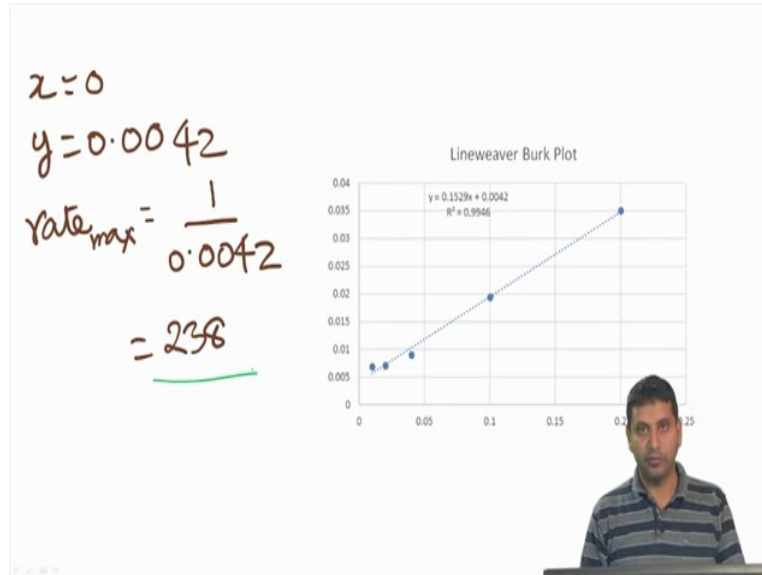 x=0
y=0.0042
rate max = 1
0.0042
= 238
Lineweaver Burk Plot
y = 0.1529x + 0.0042
R² = 0.9946
0.04
0.035
0.03
0.025
0.02
0.015
0.01
0.005
0
0 0.05 0.1 0.15 0.2 .25